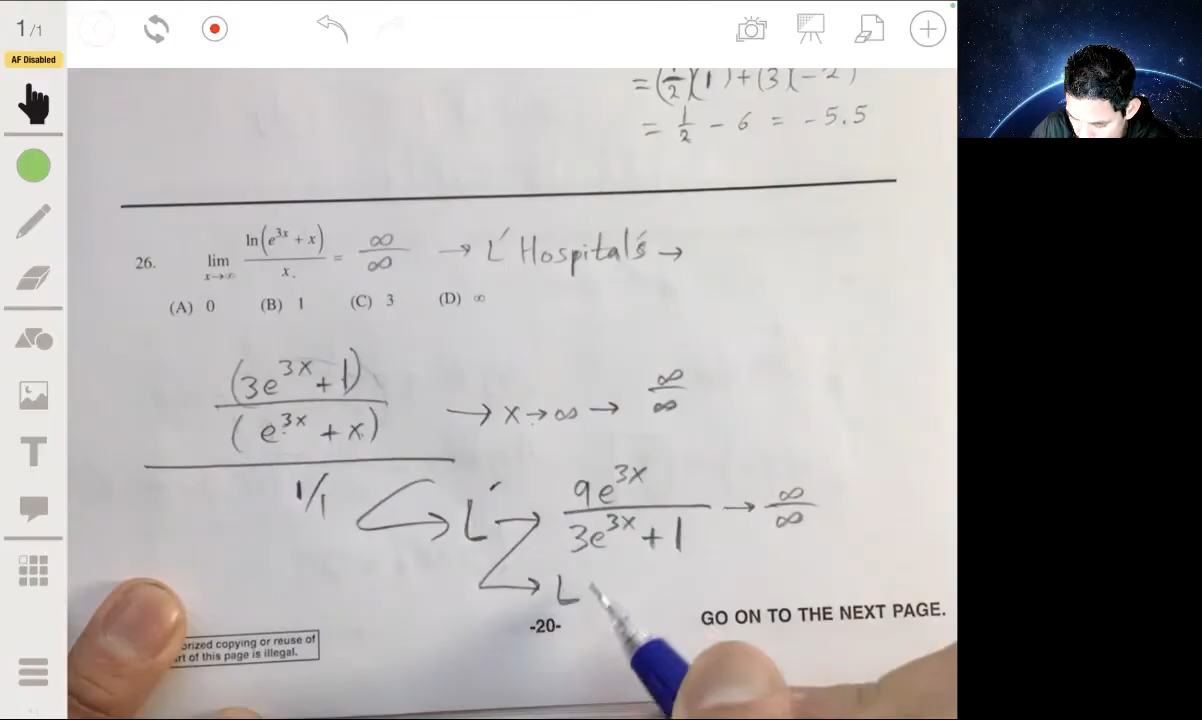 1/1
AF Disabled
= (1/2)(1) + (3)(-2)
= 1/2 - 6 = -5.5
26. lim x→∞ ln(e^{3x} + x)/x = ∞/∞ → L'Hospital's →
(A) 0 (B) 1 (C) 3 (D) ∞
(3e^{3x} + 1)/(e^{3x} + x) → x → ∞ → ∞/∞
1/1 L' → 9e^{3x}/(3e^{3x} + 1) → ∞/∞
→ L
-20-
GO ON TO THE NEXT PAGE.
orized copying or reuse of
art of this page is illegal.
T